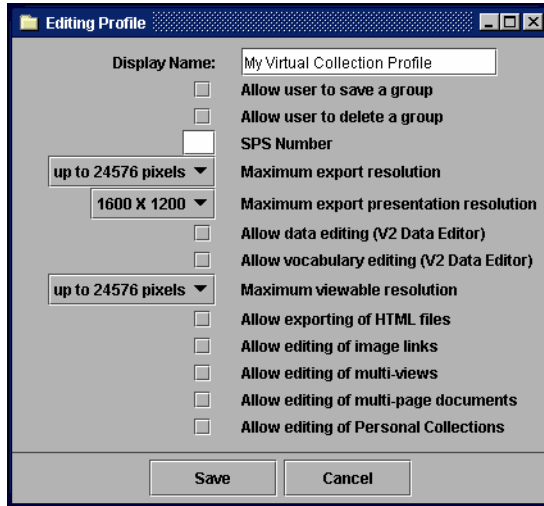 Editing Profile
Display Name: My Virtual Collection Profile
Allow user to save a group
Allow user to delete a group
SPS Number
up to 24576 pixels Maximum export resolution
1600 X 1200 Maximum export presentation resolution
Allow data editing (V2 Data Editor)
Allow vocabulary editing (V2 Data Editor)
up to 24576 pixels Maximum viewable resolution
Allow exporting of HTML files
Allow editing of image links
Allow editing of multi-views
Allow editing of multi-page documents
Allow editing of Personal Collections
Save Cancel